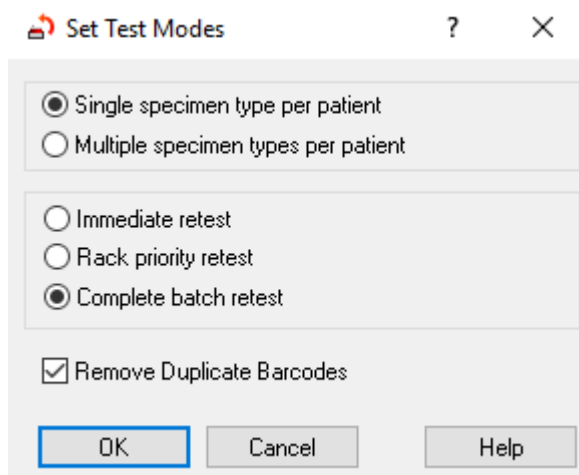 Set Test Modes ?
Single specimen type per patient
Multiple specimen types per patient
Immediate retest
Rack priority retest
Complete batch retest
Remove Duplicate Barcodes
OK Cancel Help